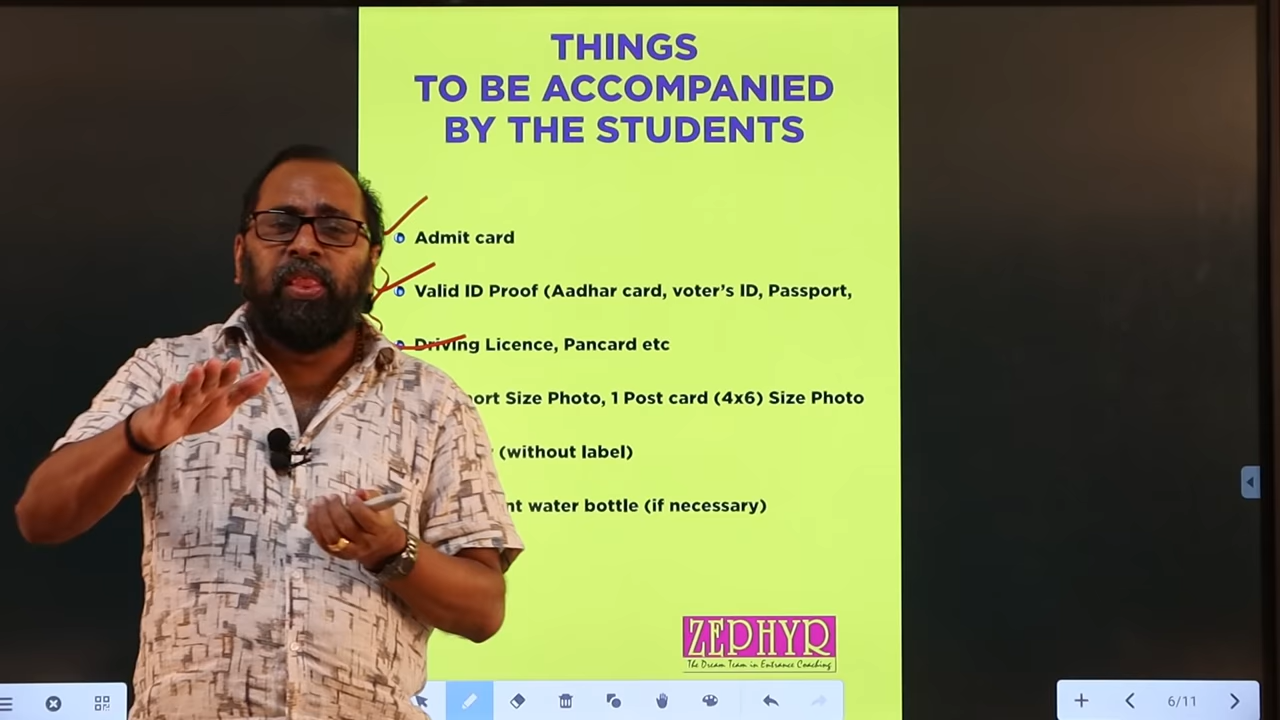 THINGS
TO BE ACCOMPANIED
BY THE STUDENTS
Admit card
Valid ID Proof (Aadhar card, voter's ID, Passport,
Driving Licence, Pancard etc
Size Photo, 1 Post card (4x6) Size Photo
(without label)
water bottle (if necessary)
ZEPHYR
The Dream Team in Entrance Coaching
6/11